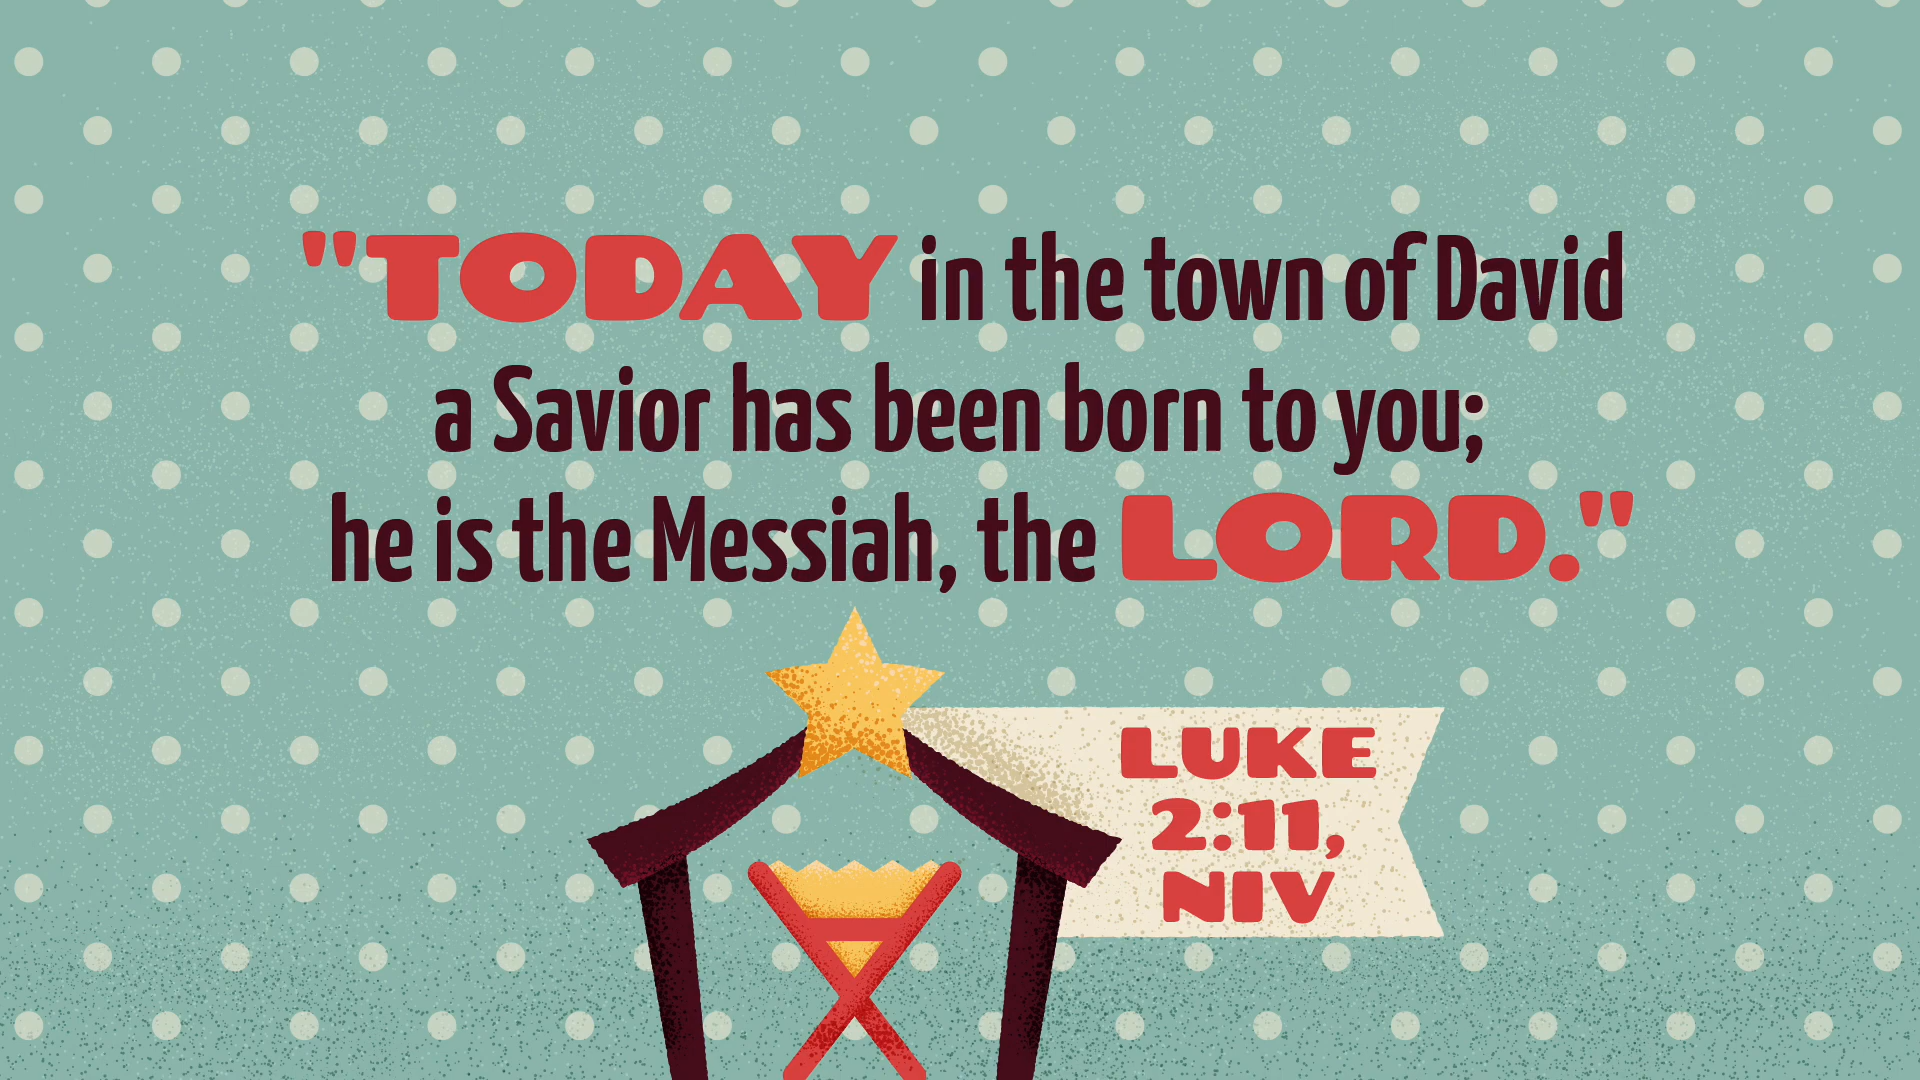 "TODAY in the town of David
a Savior has been born to you;
he is the Messiah, the LORD."
LUKE
2:11,
NIV